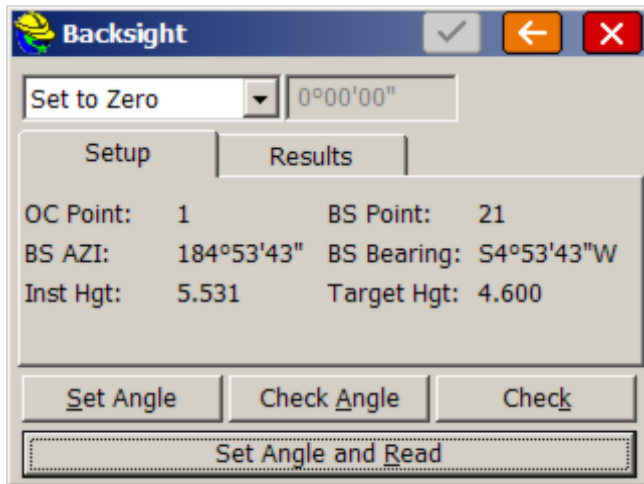 Backsight
Set to Zero 0°00'00"
Setup Results
OC Point: 1 BS Point: 21
BS AZI: 184°53'43" BS Bearing: S4°53'43"W
Inst Hgt: 5.531 Target Hgt: 4.600
Set Angle Check Angle Check
Set Angle and Read